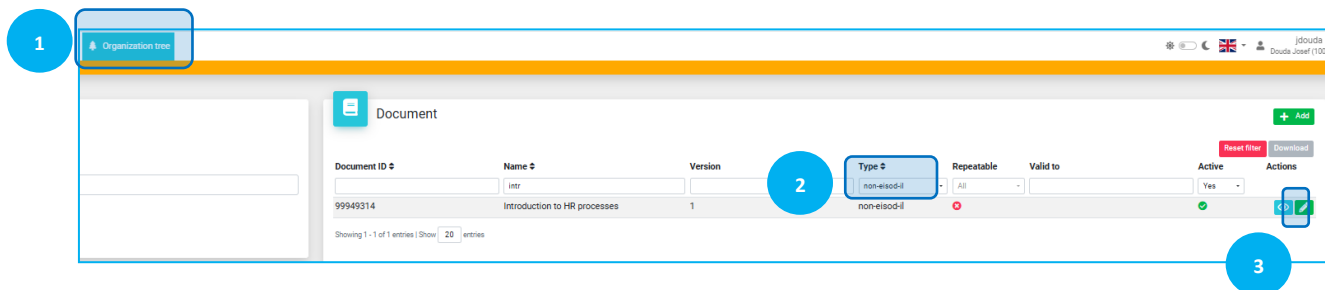 1
Organization tree
jdouda
Douda Josef (100
Document
+ Add
Reset filter Download
Document ID Name Version Type Repeatable Valid to Active Actions
2
intr non-eisod-il All Yes
99949314 Introduction to HR processes 1 non-eisod-il
Showing 1 - 1 of 1 entries | Show 20 entries
3